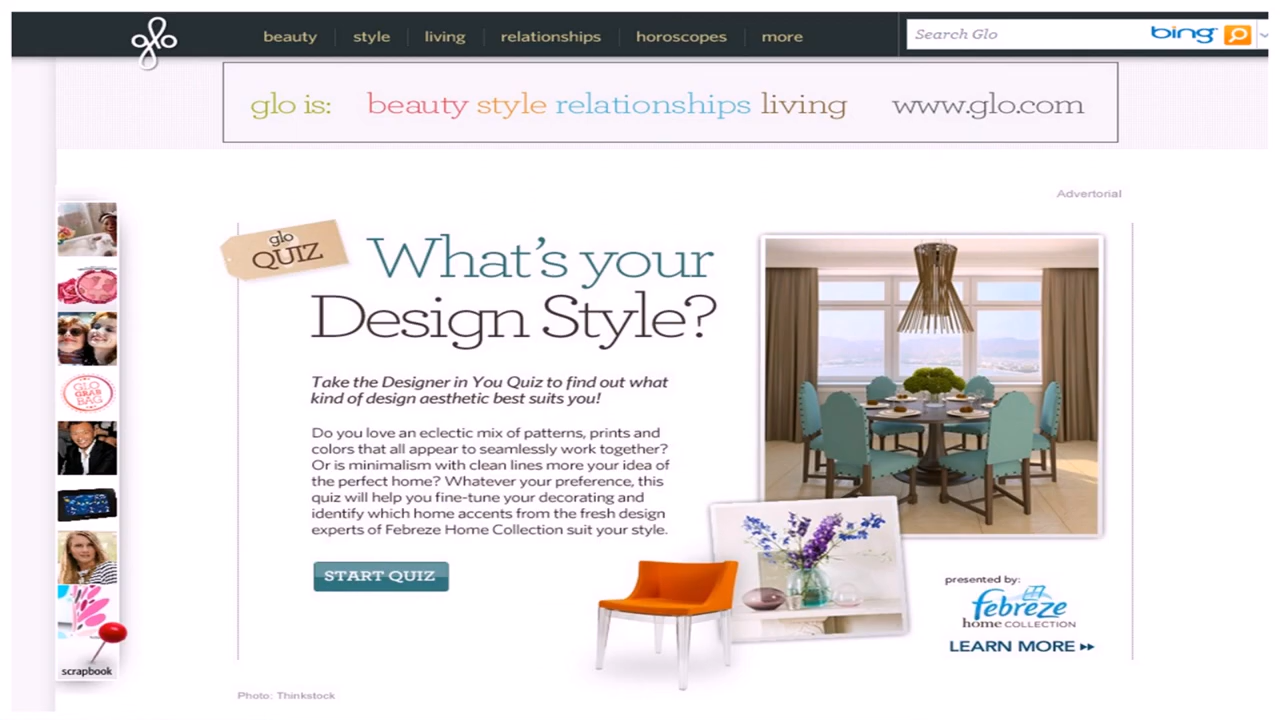 glo
beauty
style
living
relationships
horoscopes
more
Search Glo
bing
glo is: beauty style relationships living www.glo.com
Advertorial
glo
QUIZ
What's your
Design Style?
Take the Designer in You Quiz to find out what
kind of design aesthetic best suits you!
Do you love an eclectic mix of patterns, prints and
colors that all appear to seamlessly work together?
Or is minimalism with clean lines more your idea of
the perfect home? Whatever your preference, this
quiz will help you fine-tune your decorating and
identify which home accents from the fresh design
experts of Febreze Home Collection suit your style.
START QUIZ
GLO
GRAB
BAG
scrapbook
presented by:
febreze
home COLLECTION
LEARN MORE
Photo: Thinkstock